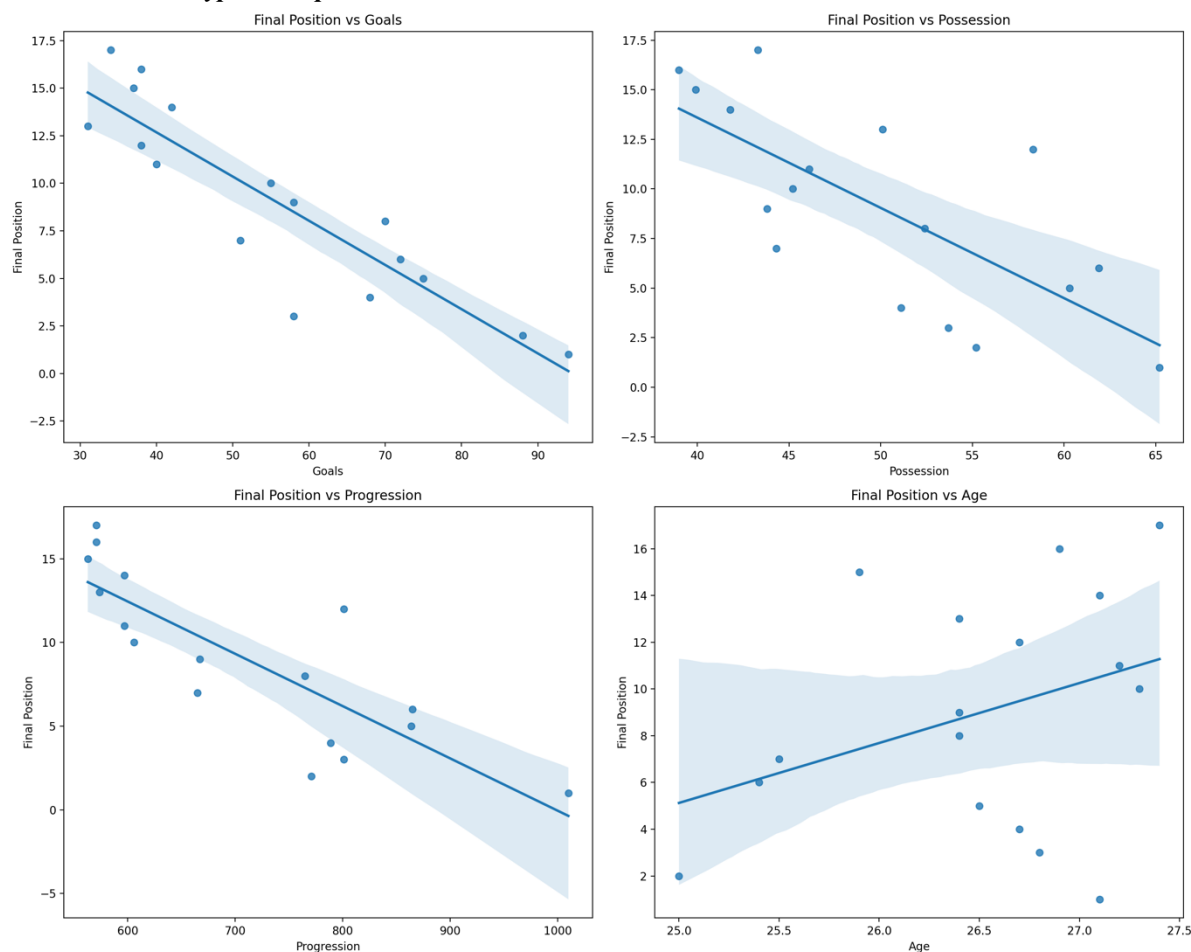 Final Position vs Goals
17.5
15.0
12.5
10.0
7.5
5.0
2.5
0.0
−2.5
Final Position
30 40 50 60 70 80 90
Goals
Final Position vs Possession
17.5
15.0
12.5
10.0
7.5
5.0
2.5
0.0
−2.5
Final Position
40 45 50 55 60 65
Possession
Final Position vs Progression
15
10
5
0
−5
Final Position
600 700 800 900 1000
Progression
Final Position vs Age
16
14
12
10
8
6
4
2
Final Position
25.0 25.5 26.0 26.5 27.0 27.5
Age